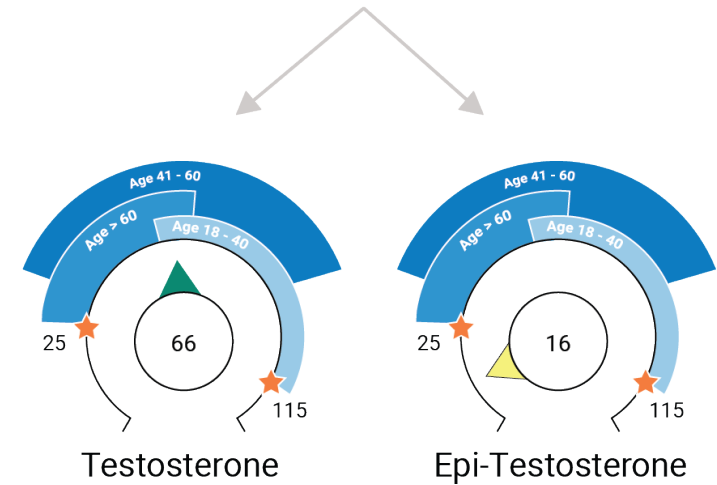 Age 41 - 60
Age > 60
Age 18 - 40
25
66
115
Testosterone
Age 41 - 60
Age > 60
Age 18 - 40
25
16
115
Epi-Testosterone